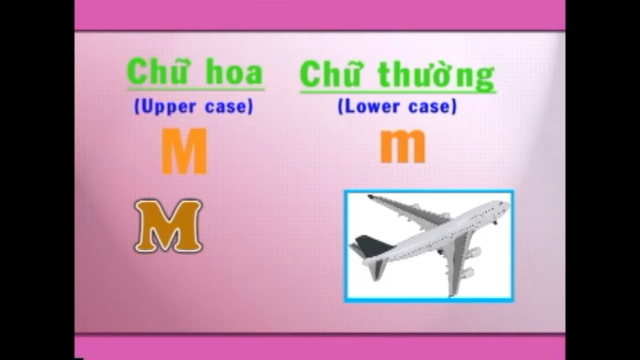 Chữ hoa
Chữ thường
(Upper case)
(Lower case)
M
m
M